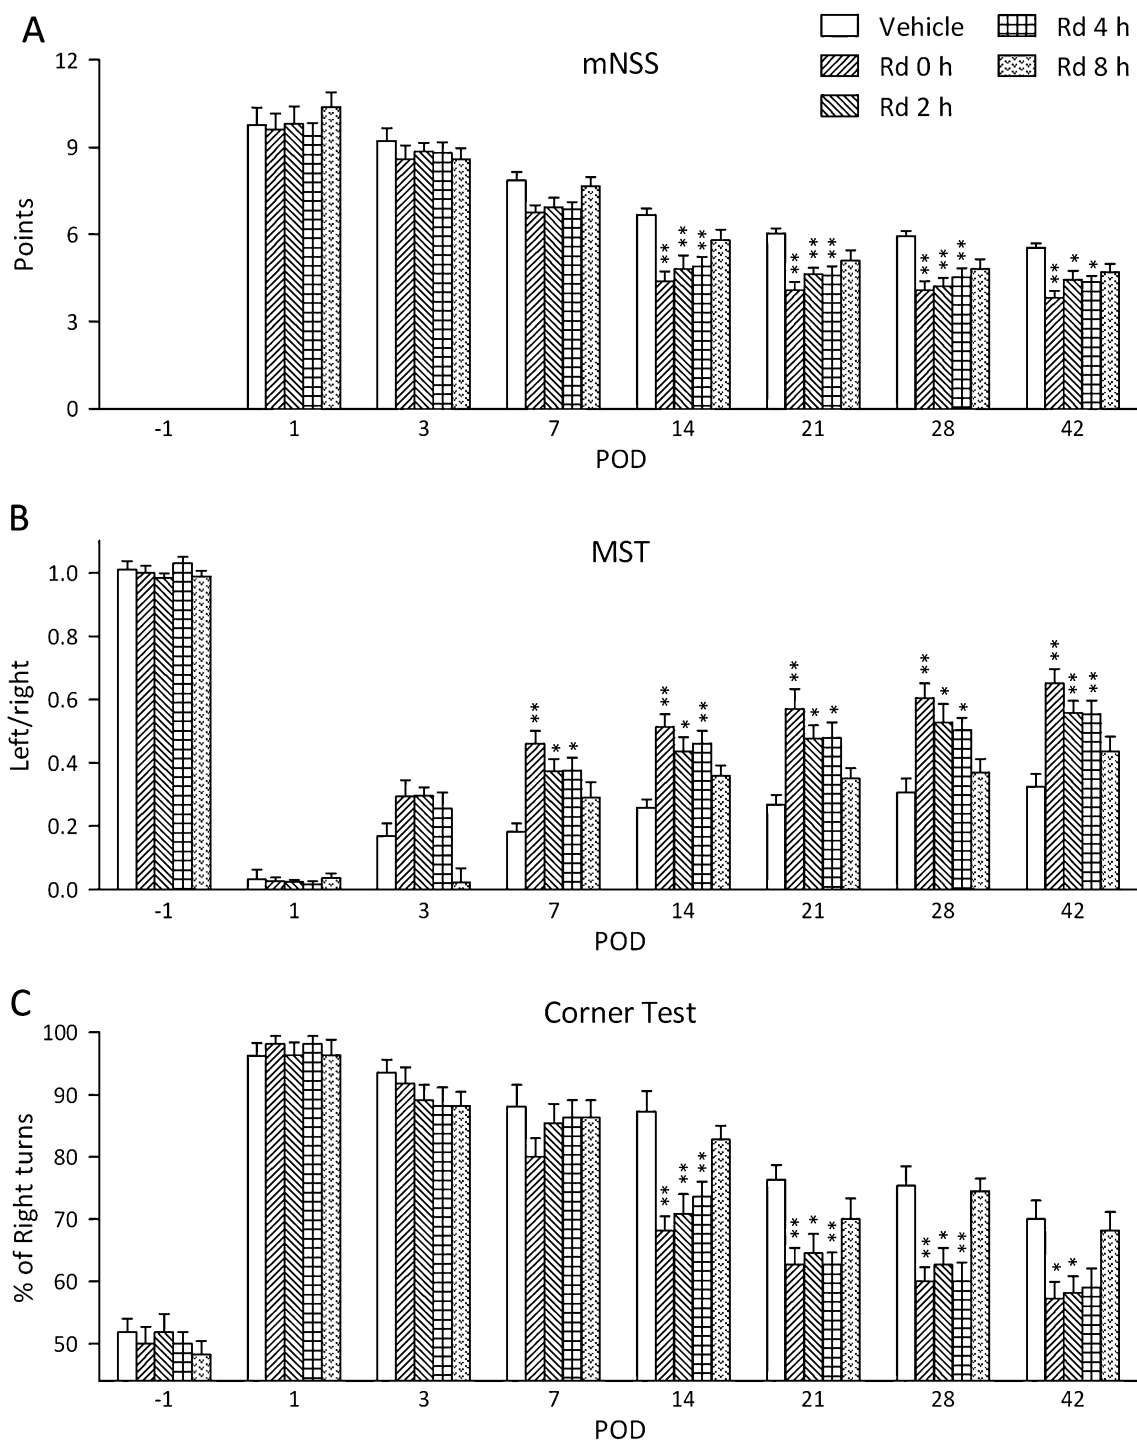 A
mNSS
Vehicle
Rd 0 h
Rd 2 h
Rd 4 h
Rd 8 h
12
9
6
3
0
Points
** ** ** ** ** ** ** ** ** ** * *
-1 1 3 7 14 21 28 42
POD
B
MST
1.0
0.8
0.6
0.4
0.2
0.0
Left/right
** * * ** * ** ** * * ** * * ** ** **
-1 1 3 7 14 21 28 42
POD
C
Corner Test
100
90
80
70
60
50
% of Right turns
** ** ** ** * ** ** * ** * *
-1 1 3 7 14 21 28 42
POD